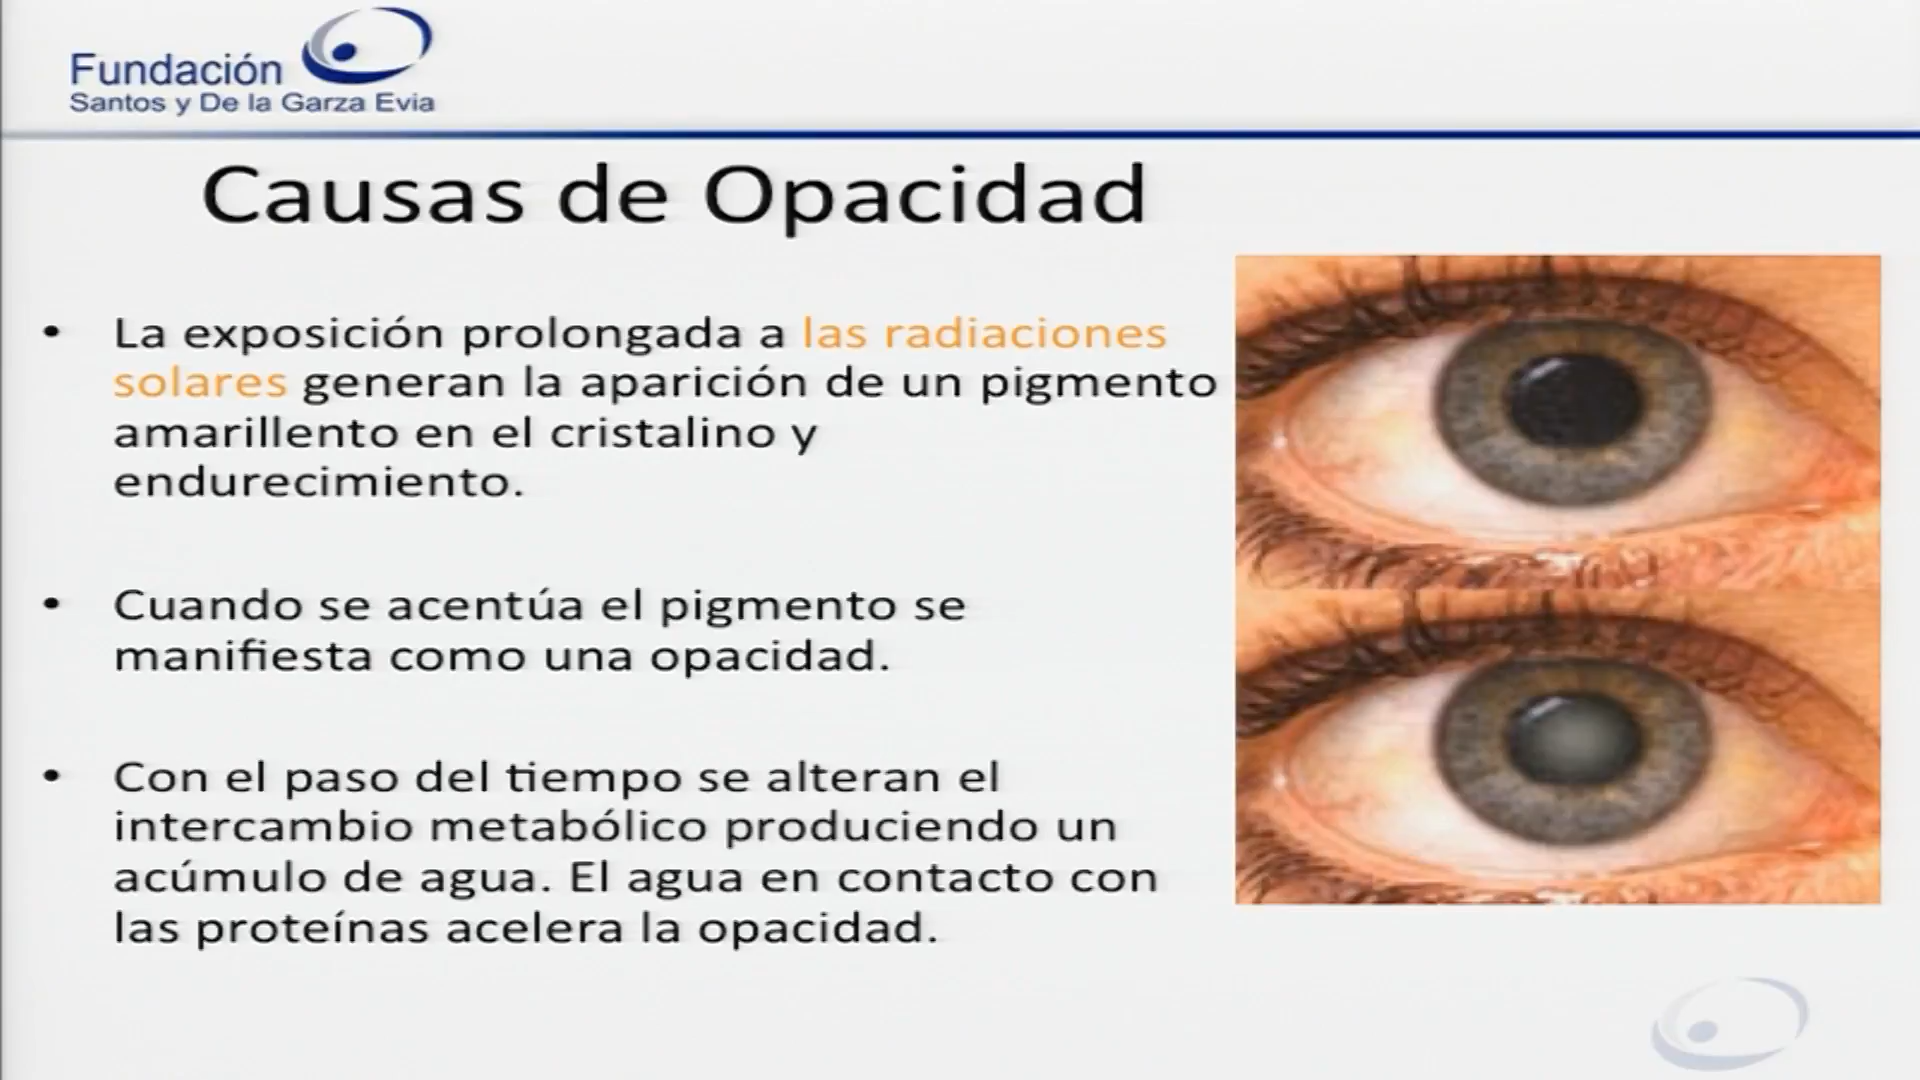 Fundación
Santos y De la Garza Evia
Causas de Opacidad
• La exposición prolongada a las radiaciones
solares generan la aparición de un pigmento
amarillento en el cristalino y
endurecimiento.
• Cuando se acentúa el pigmento se
manifiesta como una opacidad.
• Con el paso del tiempo se alteran el
intercambio metabólico produciendo un
acúmulo de agua. El agua en contacto con
las proteínas acelera la opacidad.